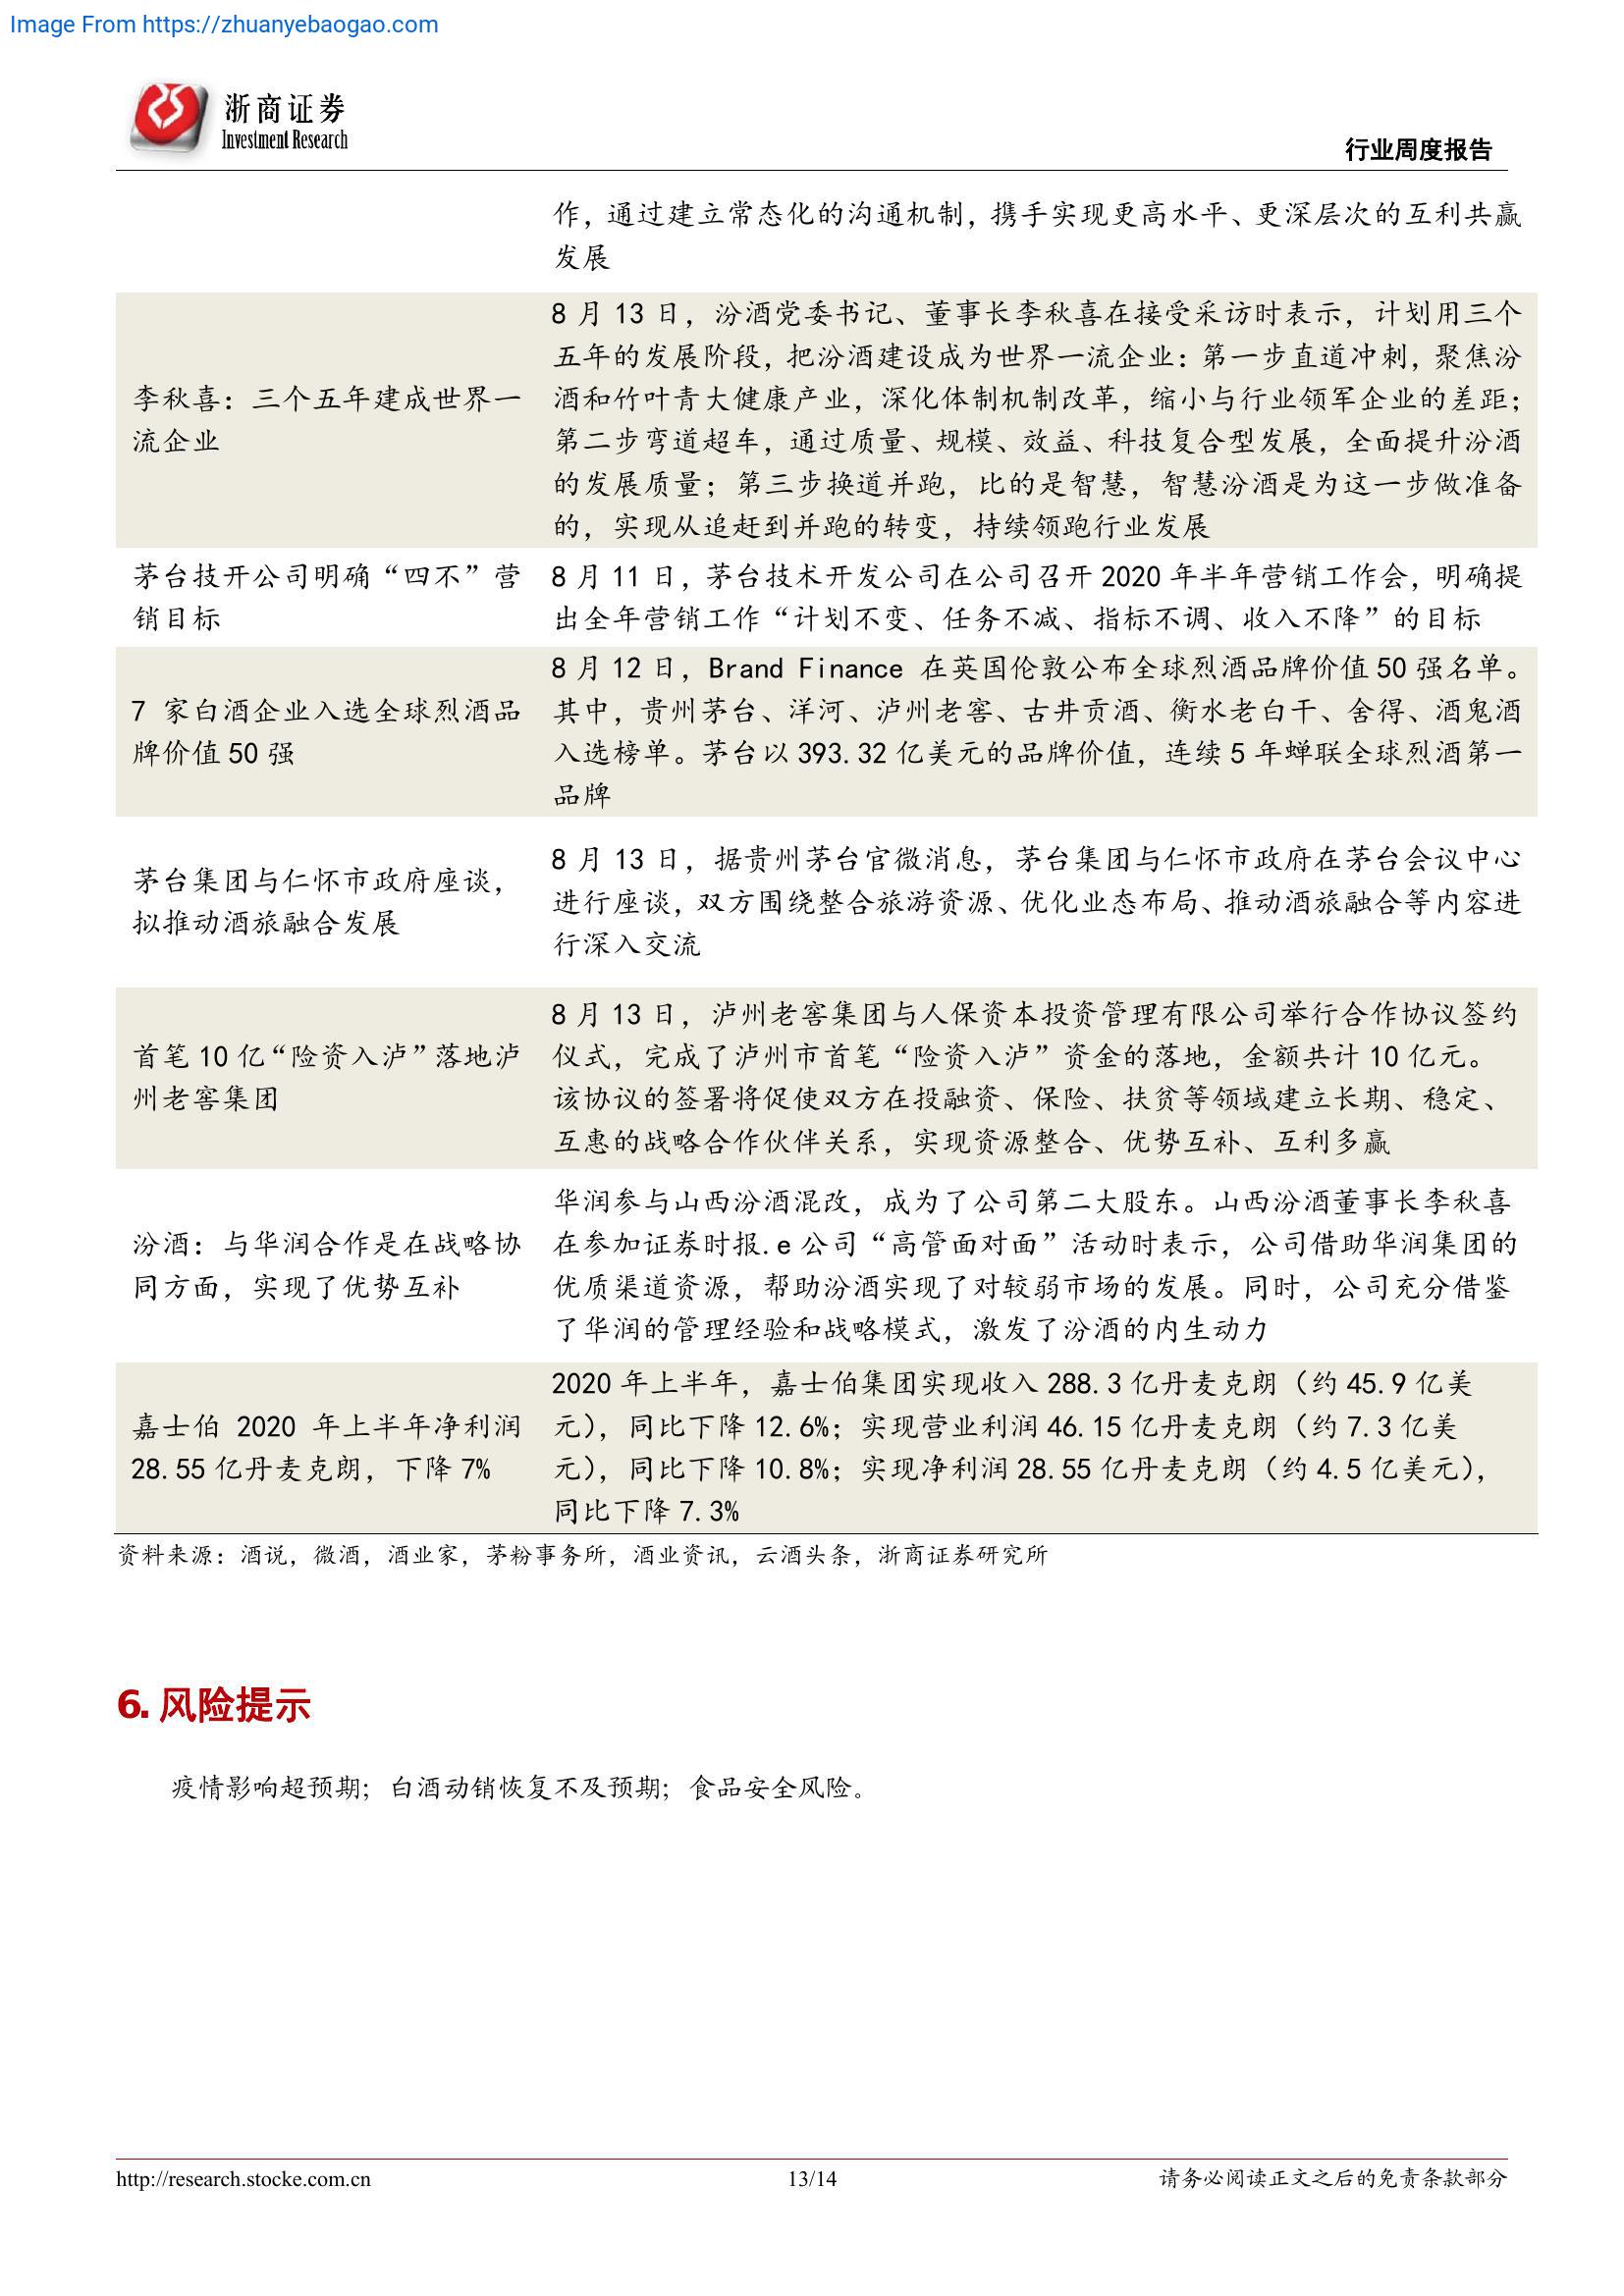 Image From https://zhuanyebaogao.com
浙商证券
Investment Research
行业周度报告
作，通过建立常态化的沟通机制，携手实现更高水平、更深层次的互利共赢
发展
李秋喜：三个五年建成世界一
流企业
8 月 13 日，汾酒党委书记、董事长李秋喜在接受采访时表示，计划用三个
五年的发展阶段，把汾酒建设成为世界一流企业：第一步直道冲刺，聚焦汾
酒和竹叶青大健康产业，深化体制机制改革，缩小与行业领军企业的差距；
第二步弯道超车，通过质量、规模、效益、科技复合型发展，全面提升汾酒
的发展质量；第三步换道并跑，比的是智慧，智慧汾酒是为这一步做准备
的，实现从追赶到并跑的转变，持续领跑行业发展
茅台技开公司明确“四不”营
销目标
8 月 11 日，茅台技术开发公司在公司召开 2020 年半年营销工作会，明确提
出全年营销工作“计划不变、任务不减、指标不调、收入不降”的目标
7 家白酒企业入选全球烈酒品
牌价值 50 强
8 月 12 日，Brand Finance 在英国伦敦公布全球烈酒品牌价值 50 强名单。
其中，贵州茅台、洋河、泸州老窖、古井贡酒、衡水老白干、舍得、酒鬼酒
入选榜单。茅台以 393.32 亿美元的品牌价值，连续 5 年蝉联全球烈酒第一
品牌
茅台集团与仁怀市政府座谈，
拟推动酒旅融合发展
8 月 13 日，据贵州茅台官微消息，茅台集团与仁怀市政府在茅台会议中心
进行座谈，双方围绕整合旅游资源、优化业态布局、推动酒旅融合等内容进
行深入交流
首笔 10 亿“险资入泸”落地泸
州老窖集团
8 月 13 日，泸州老窖集团与人保资本投资管理有限公司举行合作协议签约
仪式，完成了泸州市首笔“险资入泸”资金的落地，金额共计 10 亿元。
该协议的签署将促使双方在投融资、保险、扶贫等领域建立长期、稳定、
互惠的战略合作伙伴关系，实现资源整合、优势互补、互利多赢
汾酒：与华润合作是在战略协
同方面，实现了优势互补
华润参与山西汾酒混改，成为了公司第二大股东。山西汾酒董事长李秋喜
在参加证券时报.e 公司“高管面对面”活动时表示，公司借助华润集团的
优质渠道资源，帮助汾酒实现了对较弱市场的发展。同时，公司充分借鉴
了华润的管理经验和战略模式，激发了汾酒的内生动力
嘉士伯 2020 年上半年净利润
28.55 亿丹麦克朗，下降 7%
2020 年上半年，嘉士伯集团实现收入 288.3 亿丹麦克朗（约 45.9 亿美
元），同比下降 12.6%；实现营业利润 46.15 亿丹麦克朗（约 7.3 亿美
元），同比下降 10.8%；实现净利润 28.55 亿丹麦克朗（约 4.5 亿美元），
同比下降 7.3%
资料来源：酒说，微酒，酒业家，茅粉事务所，酒业资讯，云酒头条，浙商证券研究所
6. 风险提示
疫情影响超预期；白酒动销恢复不及预期；食品安全风险。
http://research.stocke.com.cn
13/14
请务必阅读正文之后的免责条款部分